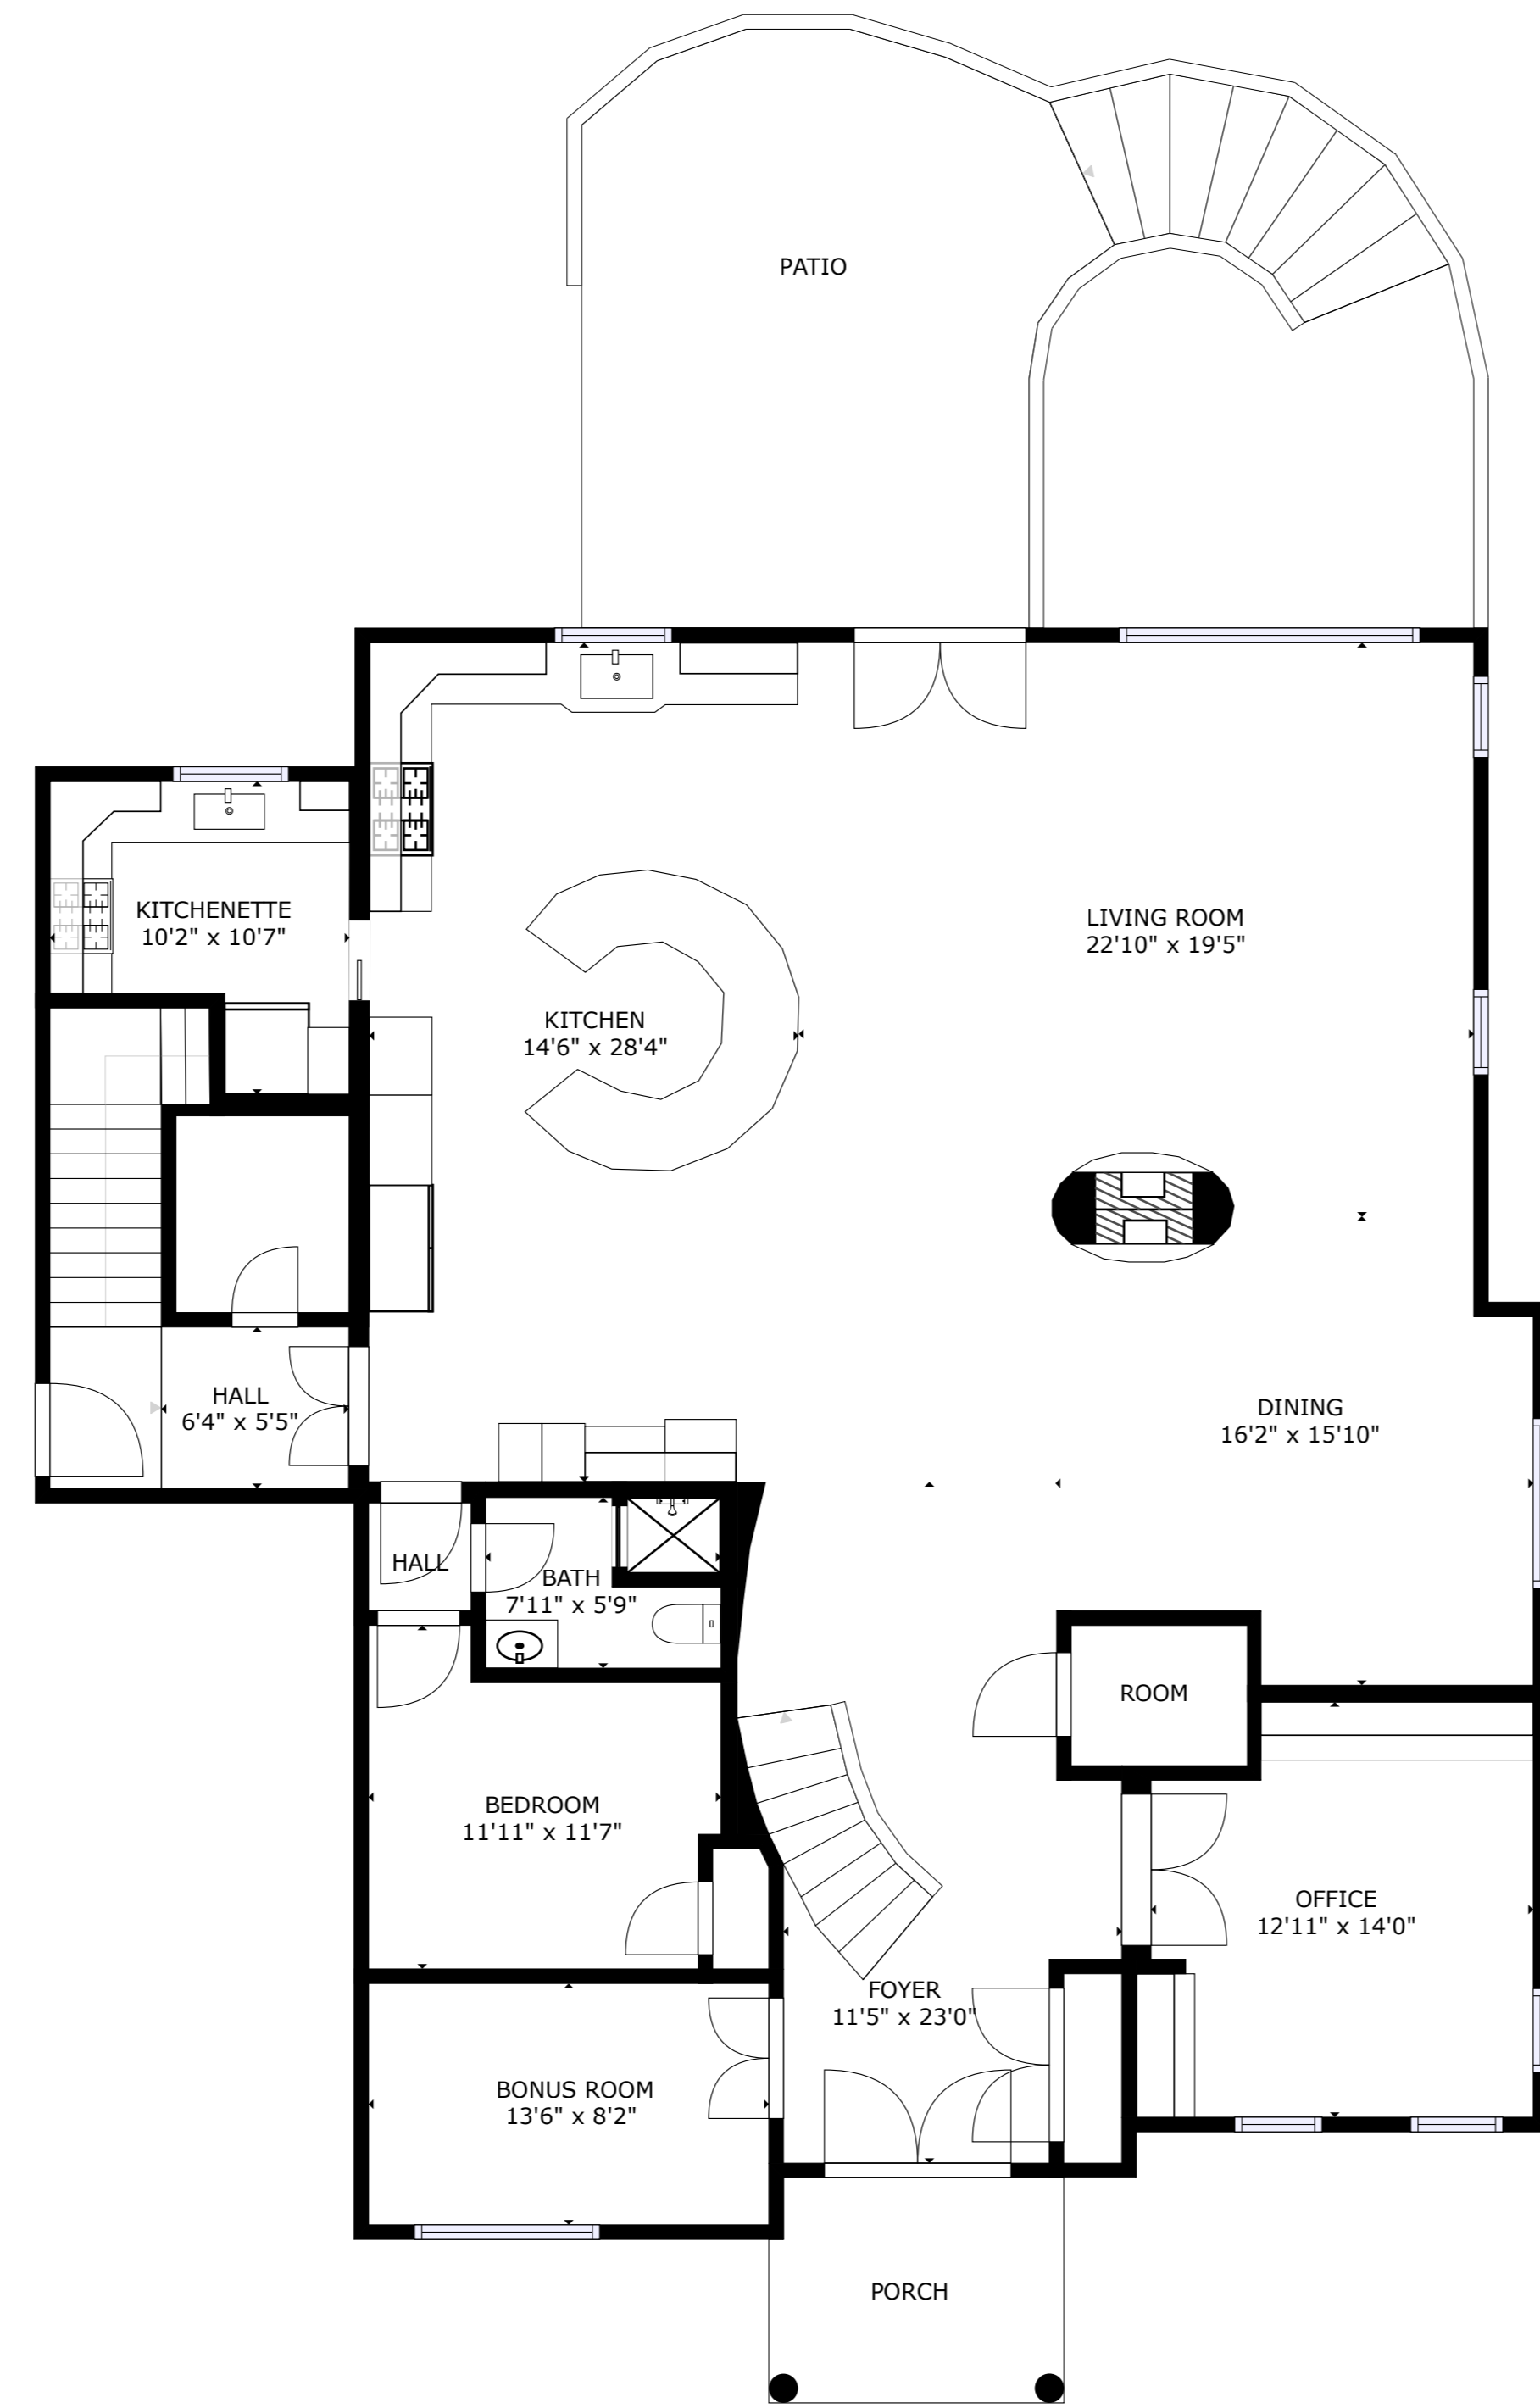 PATIO
KITCHENETTE
10'2" x 10'7"
LIVING ROOM
22'10" x 19'5"
KITCHEN
14'6" x 28'4"
HALL
6'4" x 5'5"
DINING
16'2" x 15'10"
HALL
BATH
7'11" x 5'9"
ROOM
BEDROOM
11'11" x 11'7"
OFFICE
12'11" x 14'0"
FOYER
11'5" x 23'0"
BONUS ROOM
13'6" x 8'2"
PORCH